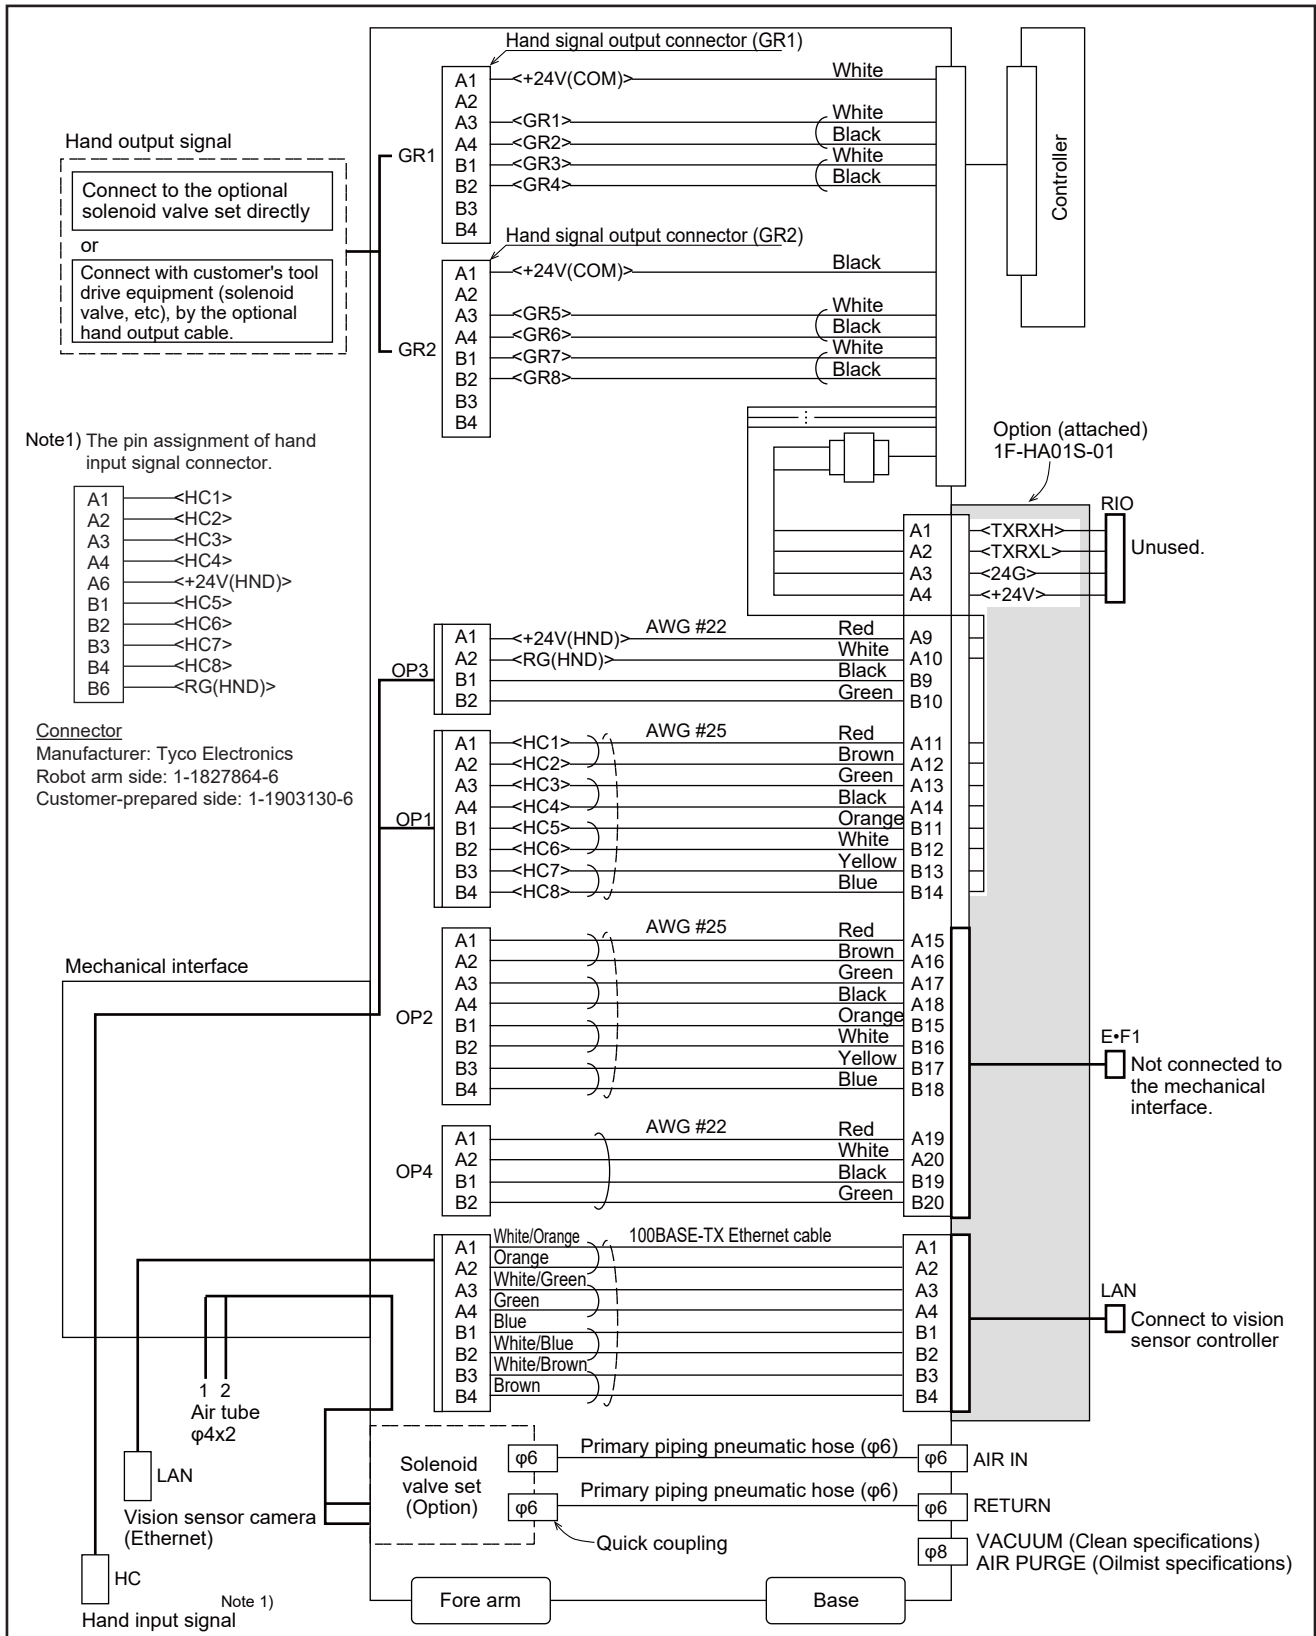 Hand signal output connector (GR1)
A1 <+24V(COM)> White
A2
A3 <GR1> White
A4 <GR2> Black
B1 <GR3> White
B2 <GR4> Black
B3
B4
GR1
Controller
Hand output signal
Connect to the optional
solenoid valve set directly
or
Connect with customer's tool
drive equipment (solenoid
valve, etc), by the optional
hand output cable.
Hand signal output connector (GR2)
A1 <+24V(COM)> Black
A2
A3 <GR5> White
A4 <GR6> Black
B1 <GR7> White
B2 <GR8> Black
B3
B4
GR2
Note1) The pin assignment of hand
input signal connector.
A1 <HC1>
A2 <HC2>
A3 <HC3>
A4 <HC4>
A6 <+24V(HND)>
B1 <HC5>
B2 <HC6>
B3 <HC7>
B4 <HC8>
B6 <RG(HND)>
Connector
Manufacturer: Tyco Electronics
Robot arm side: 1-1827864-6
Customer-prepared side: 1-1903130-6
Option (attached)
1F-HA01S-01
RIO
A1 <TXRXH>
A2 <TXRXL>
A3 <24G>
A4 <+24V>
Unused.
OP3
A1 <+24V(HND)> AWG #22 Red A9
A2 <RG(HND)> White A10
B1 Black B9
B2 Green B10
OP1
A1 <HC1> AWG #25 Red A11
A2 <HC2> Brown A12
A3 <HC3> Green A13
A4 <HC4> Black A14
B1 <HC5> Orange B11
B2 <HC6> White B12
B3 <HC7> Yellow B13
B4 <HC8> Blue B14
Mechanical interface
OP2
A1 AWG #25 Red A15
A2 Brown A16
A3 Green A17
A4 Black A18
B1 Orange B15
B2 White B16
B3 Yellow B17
B4 Blue B18
E•F1
Not connected to
the mechanical
interface.
OP4
A1 AWG #22 Red A19
A2 White A20
B1 Black B19
B2 Green B20
A1 White/Orange 100BASE-TX Ethernet cable A1
A2 Orange A2
A3 White/Green A3
A4 Green A4
B1 Blue B1
B2 White/Blue B2
B3 White/Brown B3
B4 Brown B4
LAN
Connect to vision
sensor controller
1 2
Air tube
φ4x2
LAN
Vision sensor camera
(Ethernet)
HC
Hand input signal Note 1)
Solenoid
valve set
(Option)
φ6 Primary piping pneumatic hose (φ6) φ6 AIR IN
φ6 Primary piping pneumatic hose (φ6) φ6 RETURN
Quick coupling
φ8 VACUUM (Clean specifications)
AIR PURGE (Oilmist specifications)
Fore arm
Base